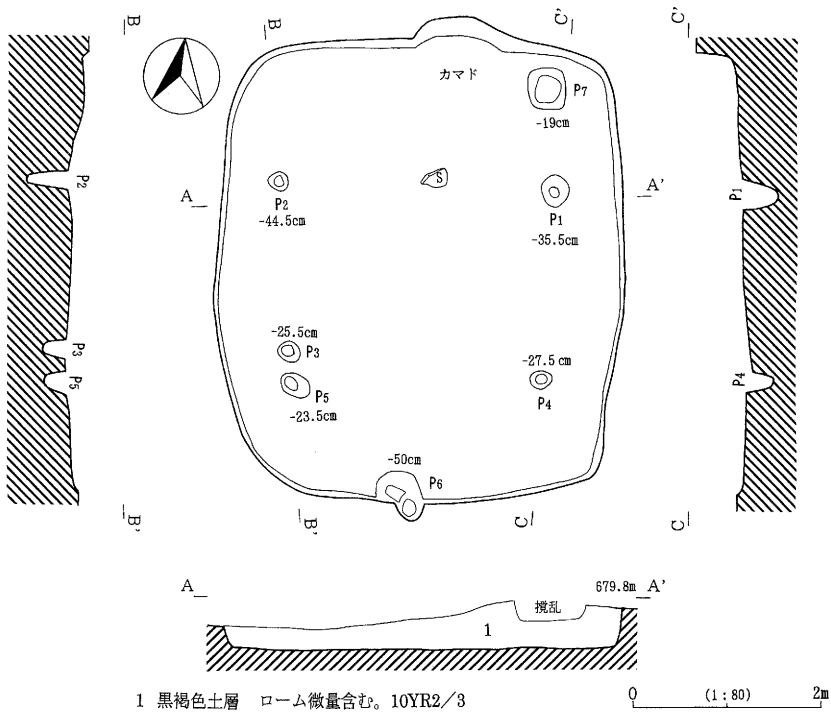 B
B
C'
C'
カマド
P7
-19cm
P2
A
P2
-44.5cm
S
P1
-35.5cm
A'
P1
-25.5cm
P3
P3
P5
-23.5cm
P5
-27.5cm
P4
P4
-50cm
P6
B'
B'
C
C
A
679.8m
A'
撹乱
1
1 黒褐色土層 ローム微量含む。10YR2/3
0 (1:80) 2m